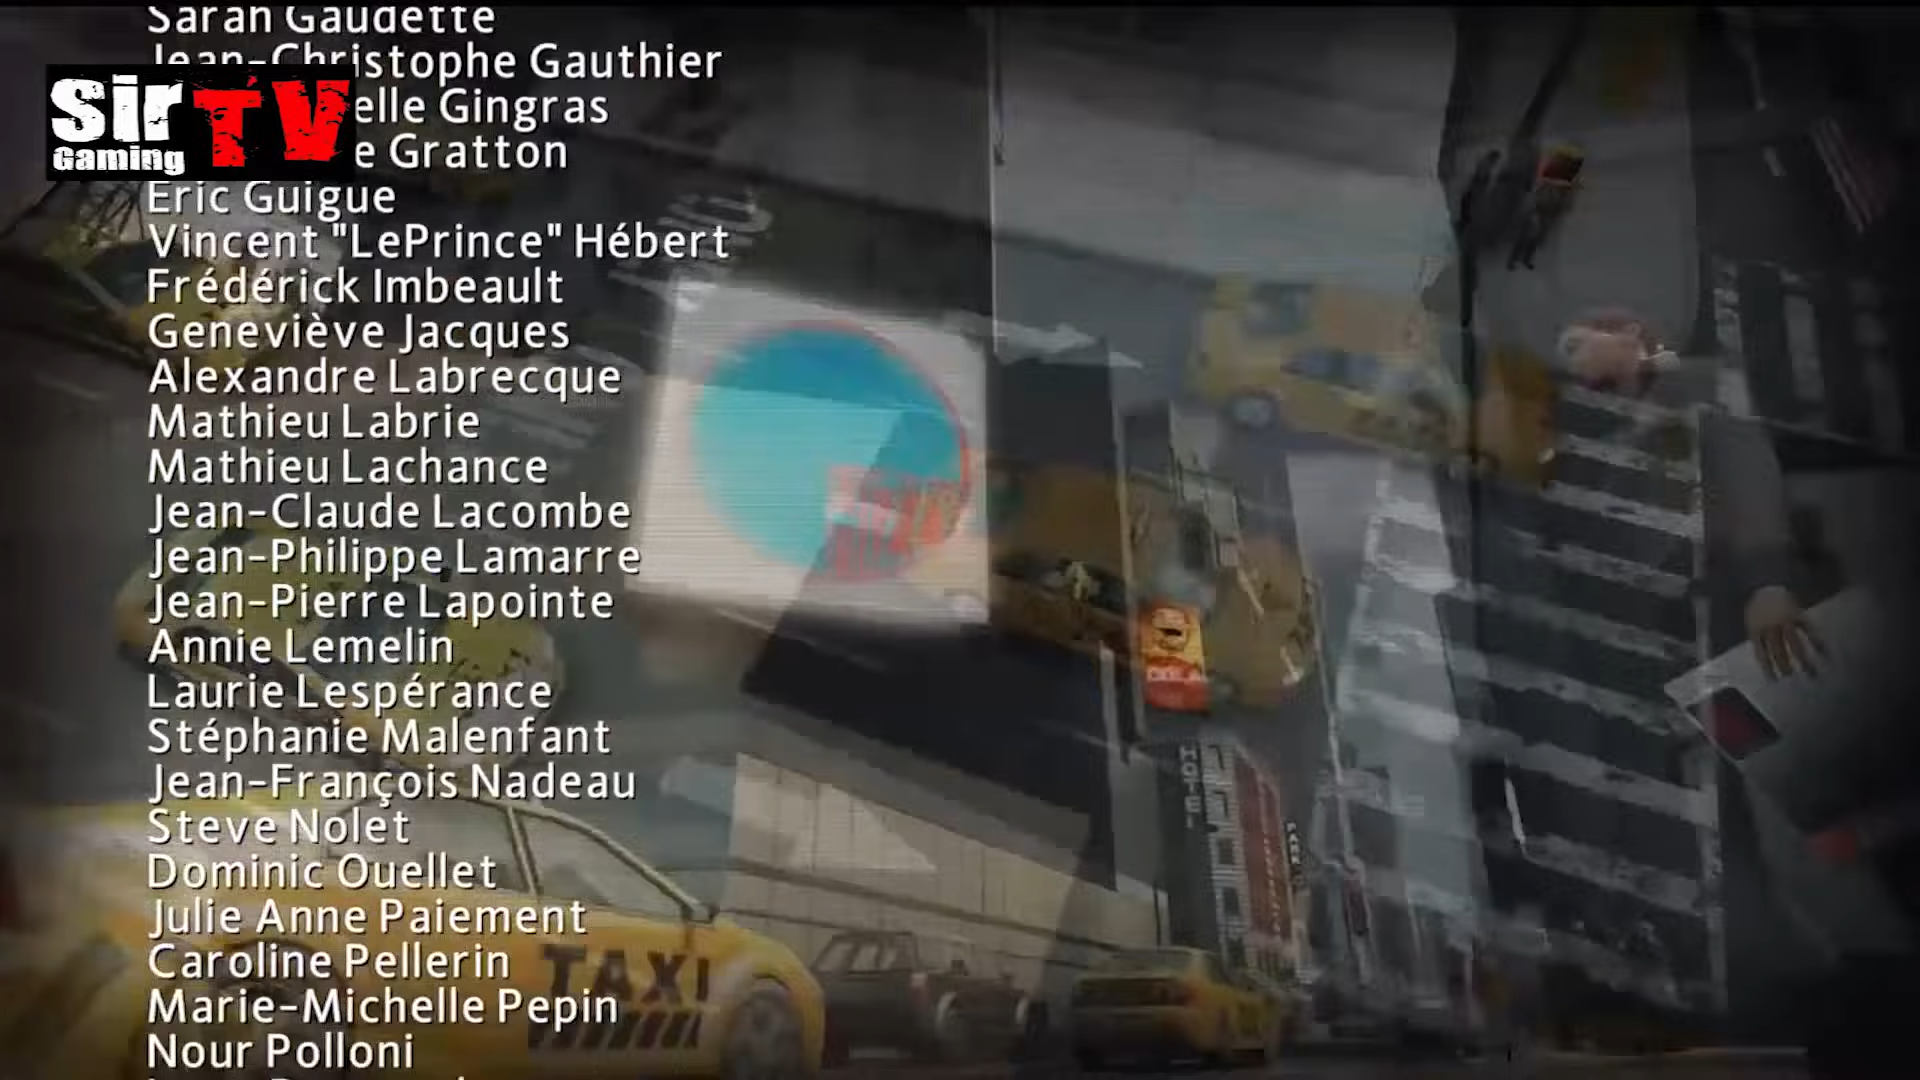 Sarah Gaudette
Jean-Christophe Gauthier
elle Gingras
e Gratton
Sir TV
Gaming
Eric Guigue
Vincent "LePrince" Hébert
Frédérick Imbeault
Geneviève Jacques
Alexandre Labrecque
Mathieu Labrie
Mathieu Lachance
Jean-Claude Lacombe
Jean-Philippe Lamarre
Jean-Pierre Lapointe
Annie Lemelin
Laurie Lespérance
Stéphanie Malenfant
Jean-François Nadeau
Steve Nolet
Dominic Ouellet
Julie Anne Paiement
Caroline Pellerin
Marie-Michelle Pepin
Nour Polloni
TAXI
HOTEL